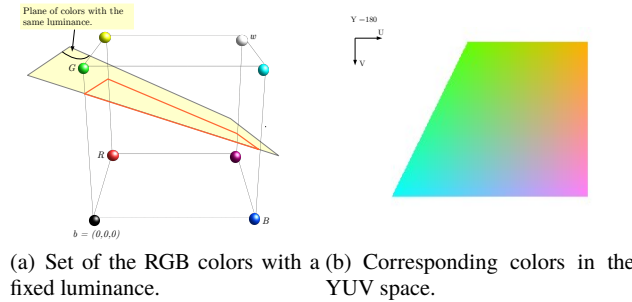 Plane of colors with the
same luminance.
w
G
R
B
b = (0,0,0)
Y =180
U
V
(a) Set of the RGB colors with a
fixed luminance.
(b) Corresponding colors in the
YUV space.